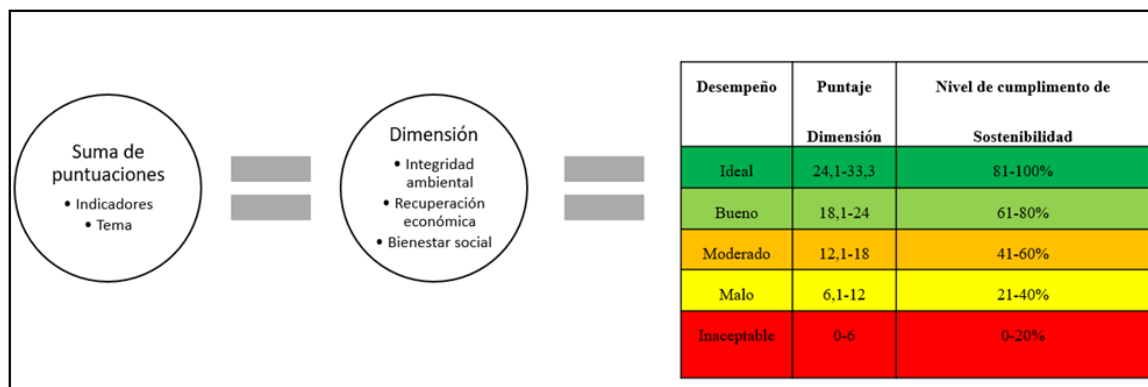 Suma de
puntuaciones
• Indicadores
• Tema
Dimensión
• Integridad
ambiental
• Recuperación
económica
• Bienestar social
Desempeño Puntaje Nivel de cumplimento de
Dimensión Sostenibilidad
Ideal 24,1-33,3 81-100%
Bueno 18,1-24 61-80%
Moderado 12,1-18 41-60%
Malo 6,1-12 21-40%
Inaceptable 0-6 0-20%